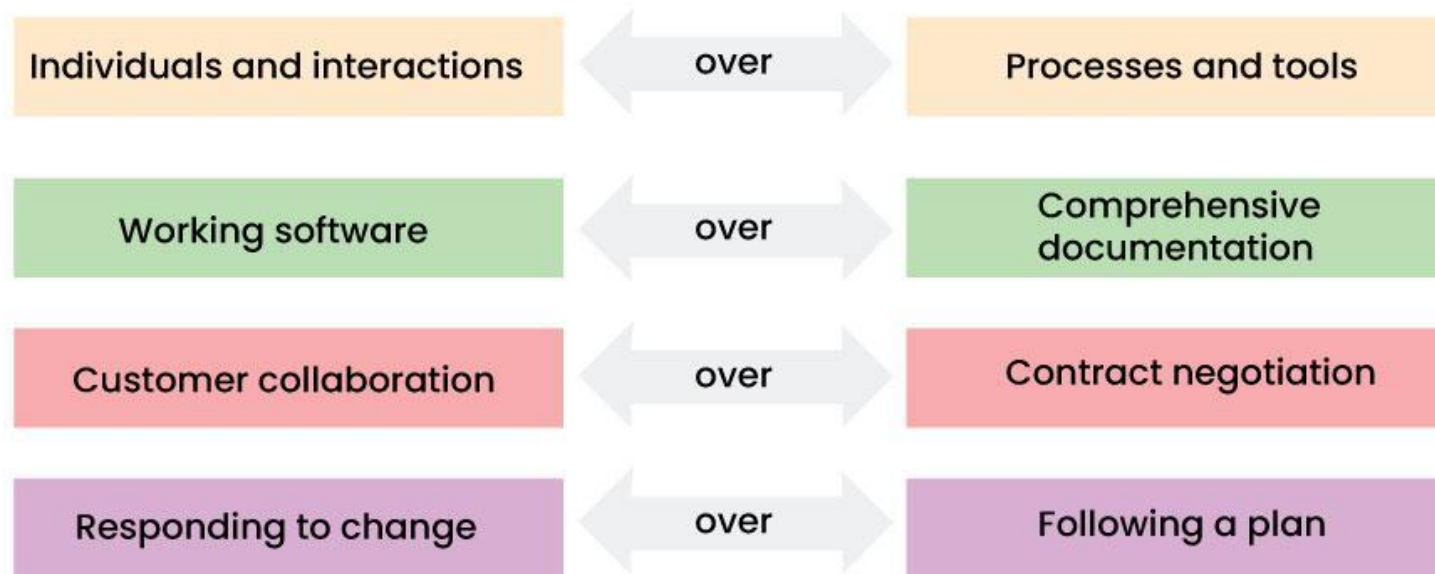 Individuals and interactions over Processes and tools
Working software over Comprehensive
documentation
Customer collaboration over Contract negotiation
Responding to change over Following a plan